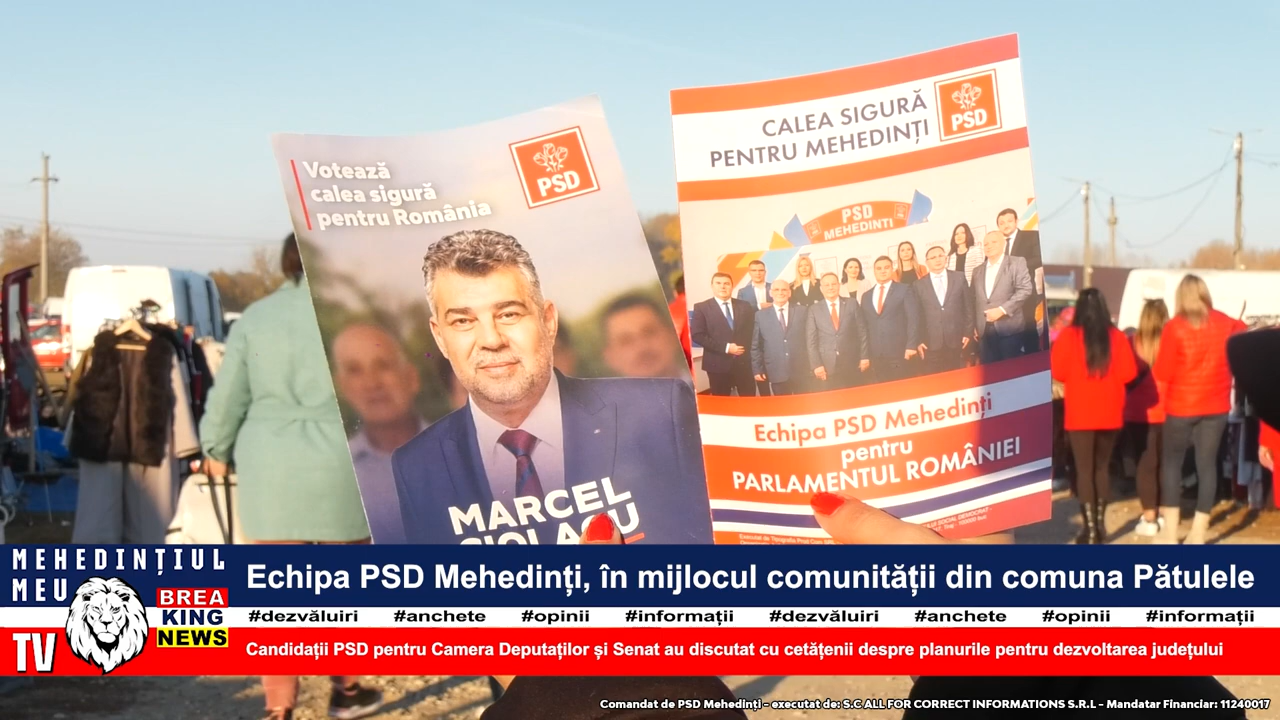 Votează
calea sigură
pentru România
PSD
MARCEL
CIOLACU
CALEA SIGURĂ
PENTRU MEHEDINȚI
PSD
PSD
MEHEDINTI
Echipa PSD Mehedinți
pentru
PARLAMENTUL ROMÂNIEI
MEHEDINȚIUL
MEU
TV
BREA
KING
NEWS
Echipa PSD Mehedinți, în mijlocul comunității din comuna Pătulele
#dezvăluiri #anchete #opinii #informații #dezvăluiri #anchete #opinii #informații
Candidații PSD pentru Camera Deputaților și Senat au discutat cu cetățenii despre planurile pentru dezvoltarea județului
Comandat de PSD Mehedinți - executat de: S.C ALL FOR CORRECT INFORMATIONS S.R.L - Mandatar Financiar: 11240017